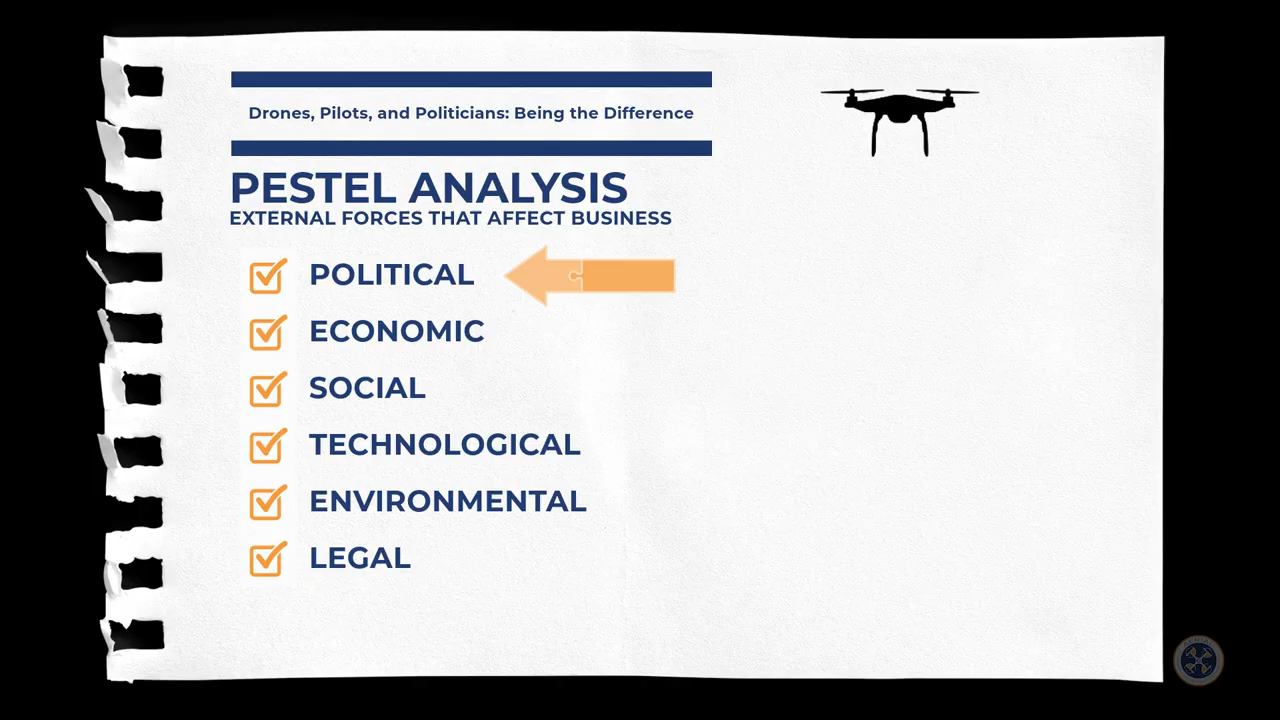 Drones, Pilots, and Politicians: Being the Difference
PESTEL ANALYSIS
EXTERNAL FORCES THAT AFFECT BUSINESS
POLITICAL
ECONOMIC
SOCIAL
TECHNOLOGICAL
ENVIRONMENTAL
LEGAL